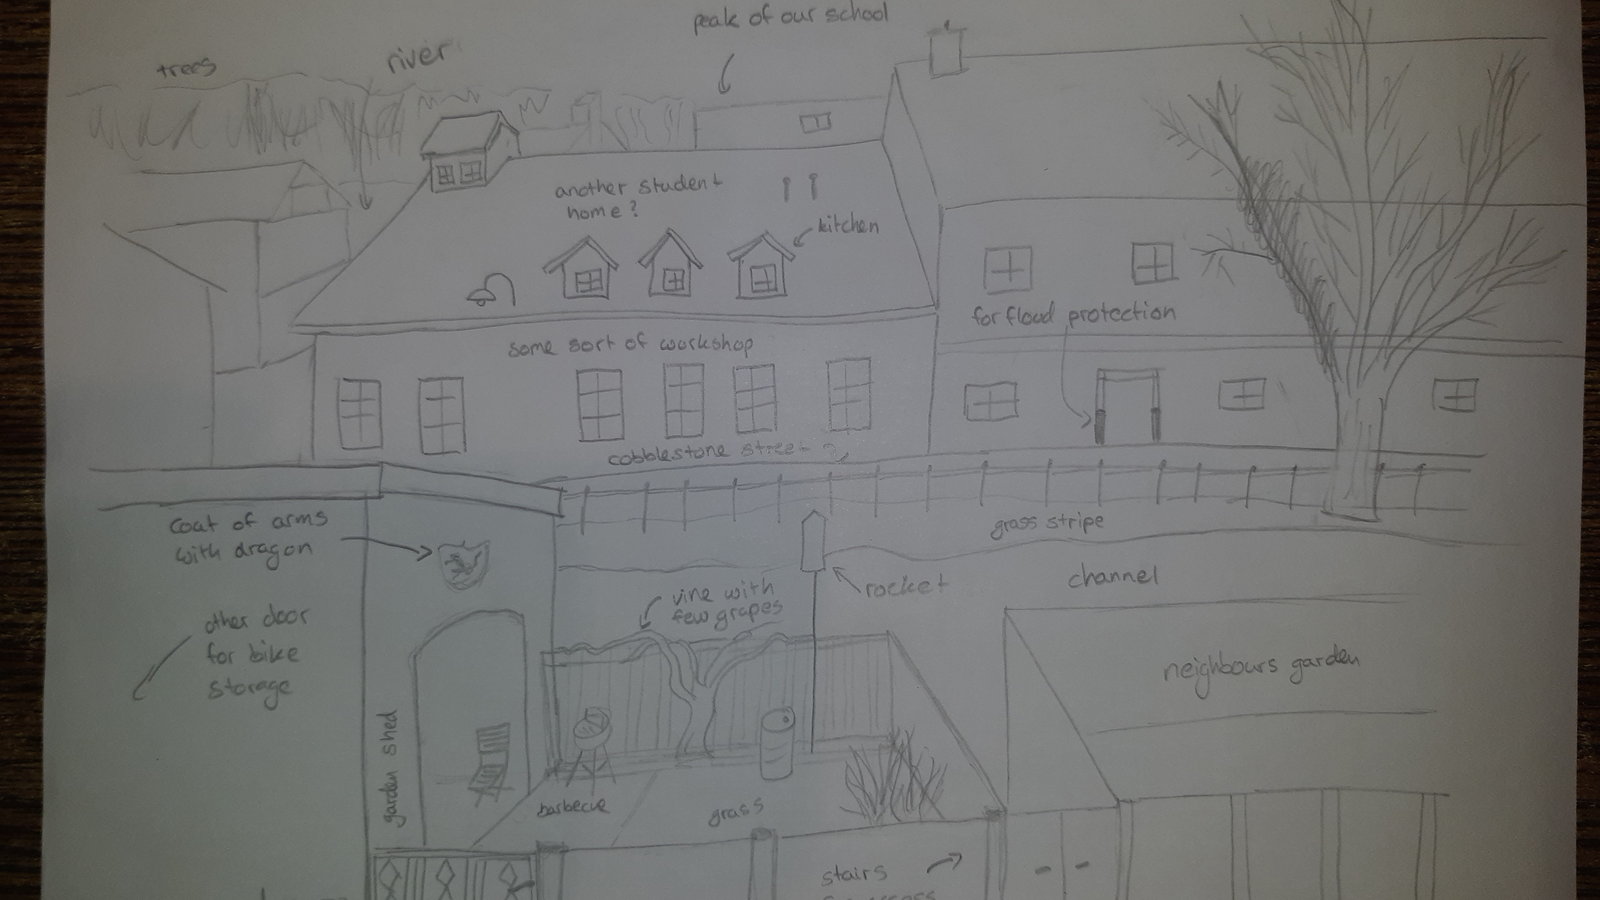 peak of our school
trees
river
another student
home?
kitchen
for flood protection
some sort of workshop
cobblestone street
coat of arms
with dragon
grass stripe
channel
rocket
vine with
few grapes
other door
for bike
storage
neighbours garden
garden shed
barbecue
grass
stairs